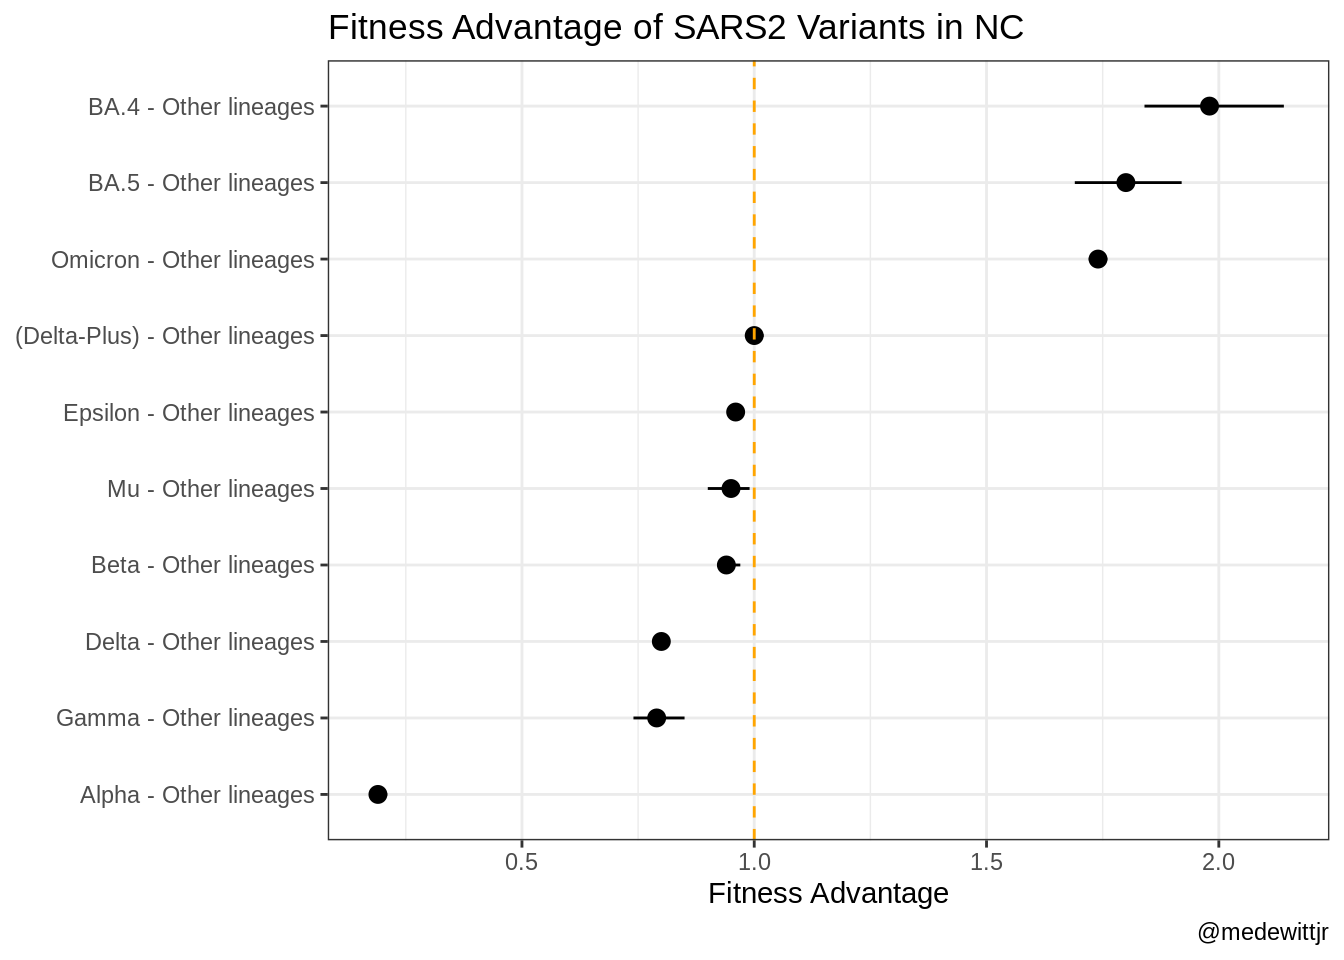 Fitness Advantage of SARS2 Variants in NC
BA.4 - Other lineages
BA.5 - Other lineages
Omicron - Other lineages
(Delta-Plus) - Other lineages
Epsilon - Other lineages
Mu - Other lineages
Beta - Other lineages
Delta - Other lineages
Gamma - Other lineages
Alpha - Other lineages
0.5 1.0 1.5 2.0
Fitness Advantage
@medewittjr